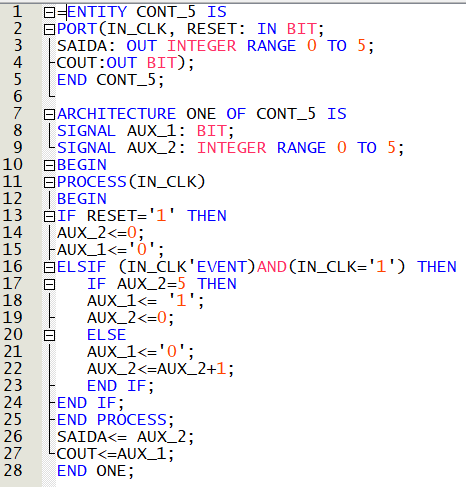 1 =ENTITY CONT_5 IS
2 PORT(IN_CLK, RESET: IN BIT;
3 SAIDA: OUT INTEGER RANGE 0 TO 5;
4 COUT:OUT BIT);
5 END CONT_5;
6
7 ARCHITECTURE ONE OF CONT_5 IS
8 SIGNAL AUX_1: BIT;
9 SIGNAL AUX_2: INTEGER RANGE 0 TO 5;
10 BEGIN
11 PROCESS(IN_CLK)
12 BEGIN
13 IF RESET='1' THEN
14 AUX_2<=0;
15 AUX_1<='0';
16 ELSIF (IN_CLK'EVENT)AND(IN_CLK='1') THEN
17 IF AUX_2=5 THEN
18 AUX_1<= '1';
19 AUX_2<=0;
20 ELSE
21 AUX_1<='0';
22 AUX_2<=AUX_2+1;
23 END IF;
24 END IF;
25 END PROCESS;
26 SAIDA<= AUX_2;
27 COUT<=AUX_1;
28 END ONE;